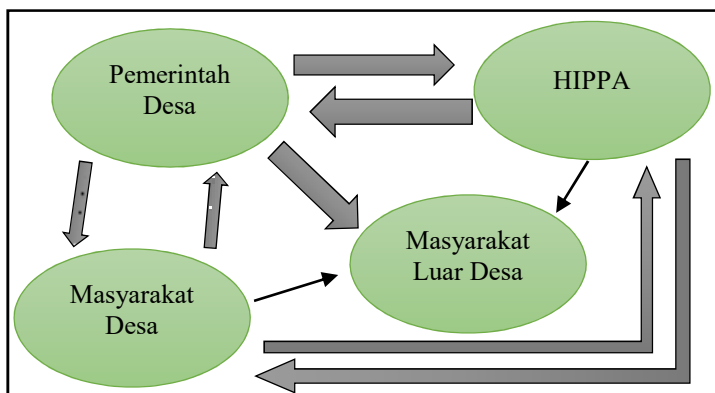 Pemerintah
Desa
HIPPA
Masyarakat
Luar Desa
Masyarakat
Desa